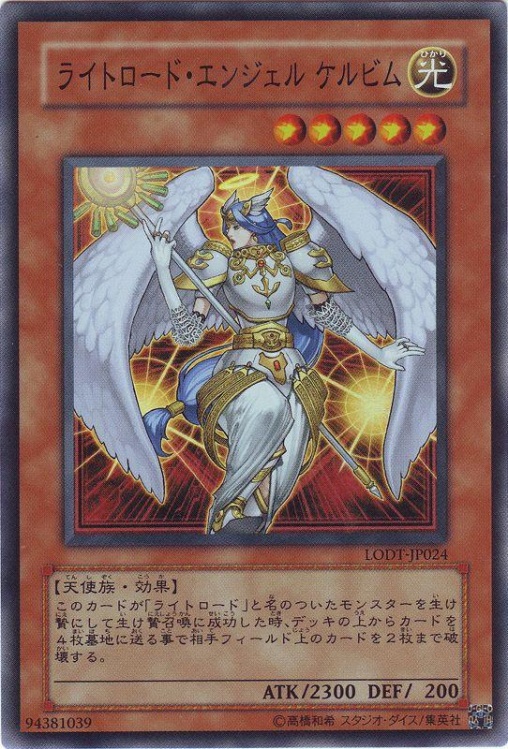 ライトロード・エンジェル ケルビム
ひかり
光
LODT-JP024
【天使族・効果】
このカードが「ライトロード」と名のついたモンスターを生け
贄にして生け贄召喚に成功した時、デッキの上からカードを
４枚墓地に送る事で相手フィールド上のカードを２枚まで破
壊する。
ATK/2300 DEF/ 200
94381039
©高橋和希 スタジオ・ダイス/集英社